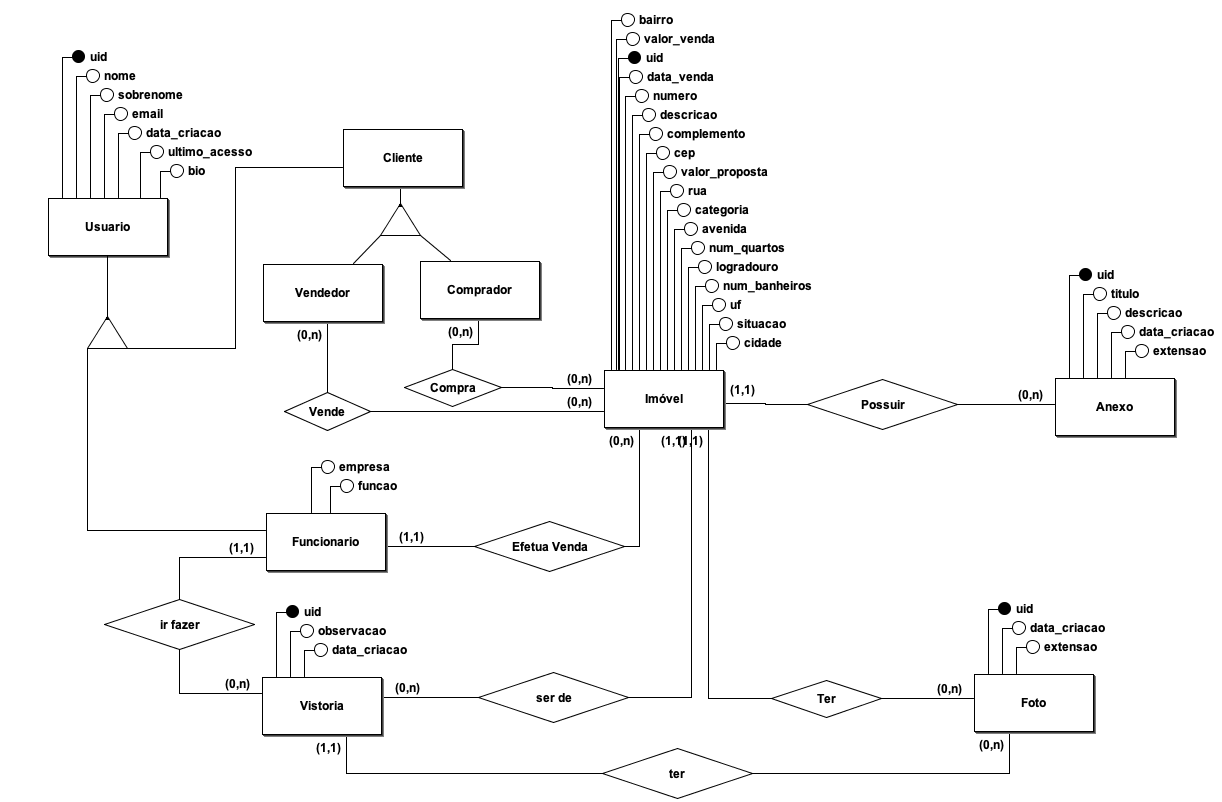 bairro
valor_venda
uid
data_venda
numero
descricao
complemento
cep
valor_proposta
rua
categoria
avenida
num_quartos
logradouro
num_banheiros
uf
situacao
cidade
uid
nome
sobrenome
email
data_criacao
ultimo_acesso
bio
Usuario
Cliente
Vendedor
Comprador
(0,n)
(0,n)
Compra
(0,n)
Vende
(0,n)
Imóvel
(1,1)
Possuir
(0,n)
uid
titulo
descricao
data_criacao
extensao
Anexo
(0,n)
(1,1)
(1,1)
empresa
funcao
Funcionario
(1,1)
Efetua Venda
(1,1)
ir fazer
(0,n)
uid
observacao
data_criacao
Vistoria
(0,n)
ser de
Ter
(0,n)
uid
data_criacao
extensao
Foto
(1,1)
ter
(0,n)